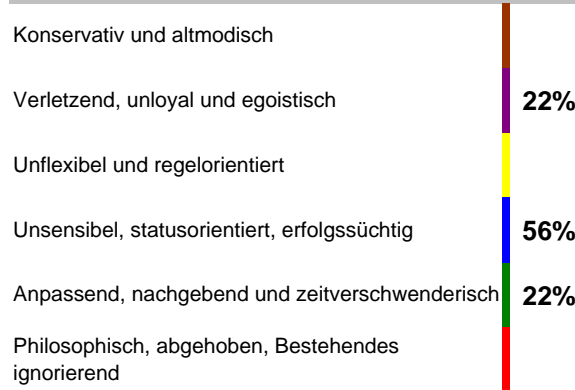 Konservativ und altmodisch
Verletzend, unloyal und egoistisch 22%
Unflexibel und regelorientiert
Unsensibel, statusorientiert, erfolgssüchtig 56%
Anpassend, nachgebend und zeitverschwenderisch 22%
Philosophisch, abgehoben, Bestehendes
ignorierend